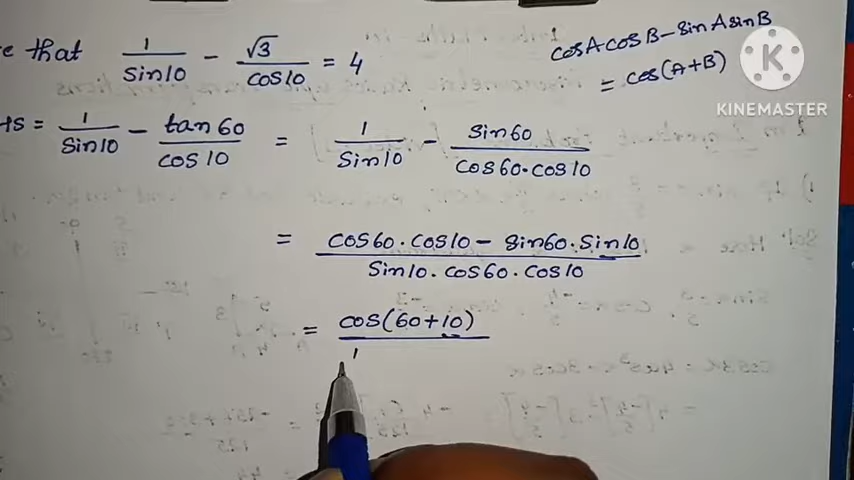 e that 1/sin10 - √3/cos10 = 4
cosA cosB - sinA sinB
= cos(A+B)
KINEMASTER
Hs = 1/sin10 - tan60/cos10 = 1/sin10 - sin60/cos60·cos10
= cos60·cos10 - sin60·sin10 / sin10·cos60·cos10
= cos(60+10)